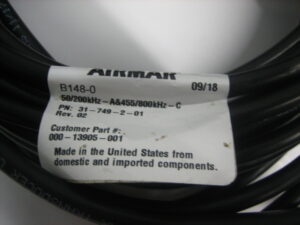 AIRMAR
B148-0 09/18
50/200kHz-A&455/800kHz-C
PN: 31-749-2-01
Rev. 02
Customer Part #:
000-13905-001
Made in the United States from
domestic and imported components.